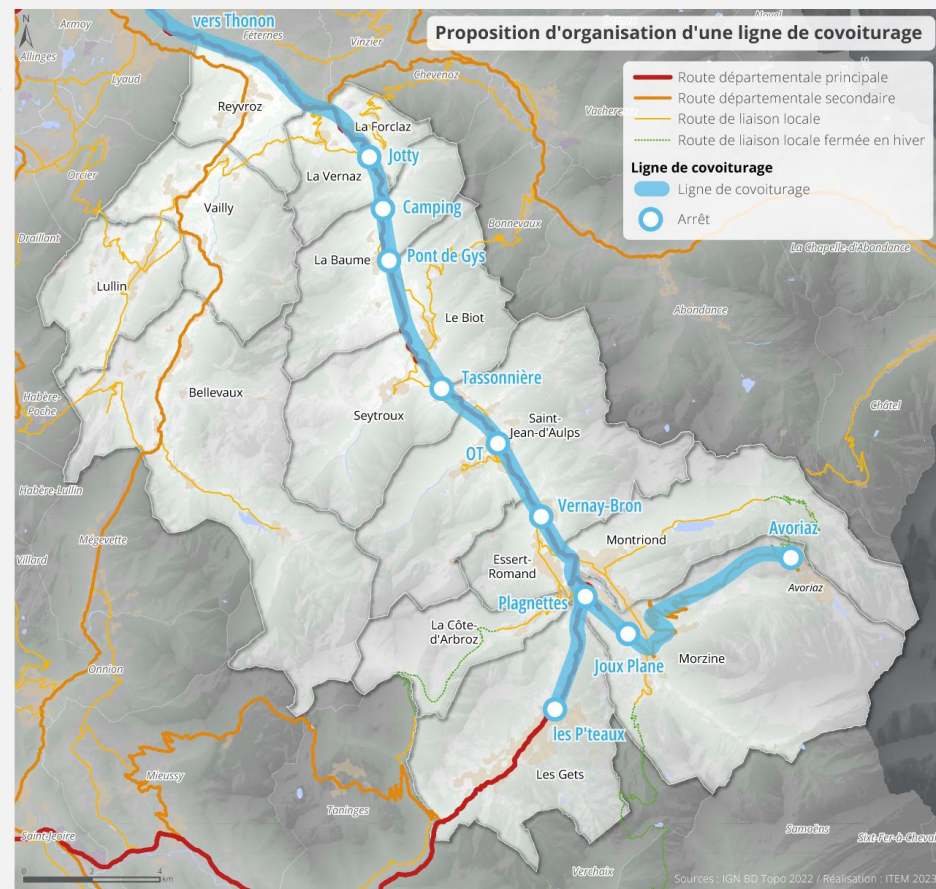 Proposition d'organisation d'une ligne de covoiturage
Route départementale principale
Route départementale secondaire
Route de liaison locale
Route de liaison locale fermée en hiver
Ligne de covoiturage
Ligne de covoiturage
Arrêt
N
vers Thonon
Armoy
Féternes
Vinzier
Allinges
Lyaud
Chevenoz
Reyvroz
La Forclaz
Jotty
La Vernaz
Orcier
Camping
Vailly
Bonnevaux
Draillant
La Chapelle-d'Abondance
Pont de Gys
La Baume
Lullin
Abondance
Le Biot
Tassonnière
Bellevaux
Habère-
Poche
Châtel
Seytroux
Saint-
Jean-d'Aulps
OT
Habère-Lullin
Vernay-Bron
Avoriaz
Mégevette
Montriond
Villard
Essert-
Romand
Avoriaz
Plagnettes
La Côte-
d'Arbroz
Joux Plane
Morzine
Onnion
les P'teaux
Mieussy
Les Gets
Taninges
Saint-Jeoire
Samoëns
Verchaix
0 2 4
km
Sources : IGN BD Topo 2022 / Réalisation : ITEM 2023